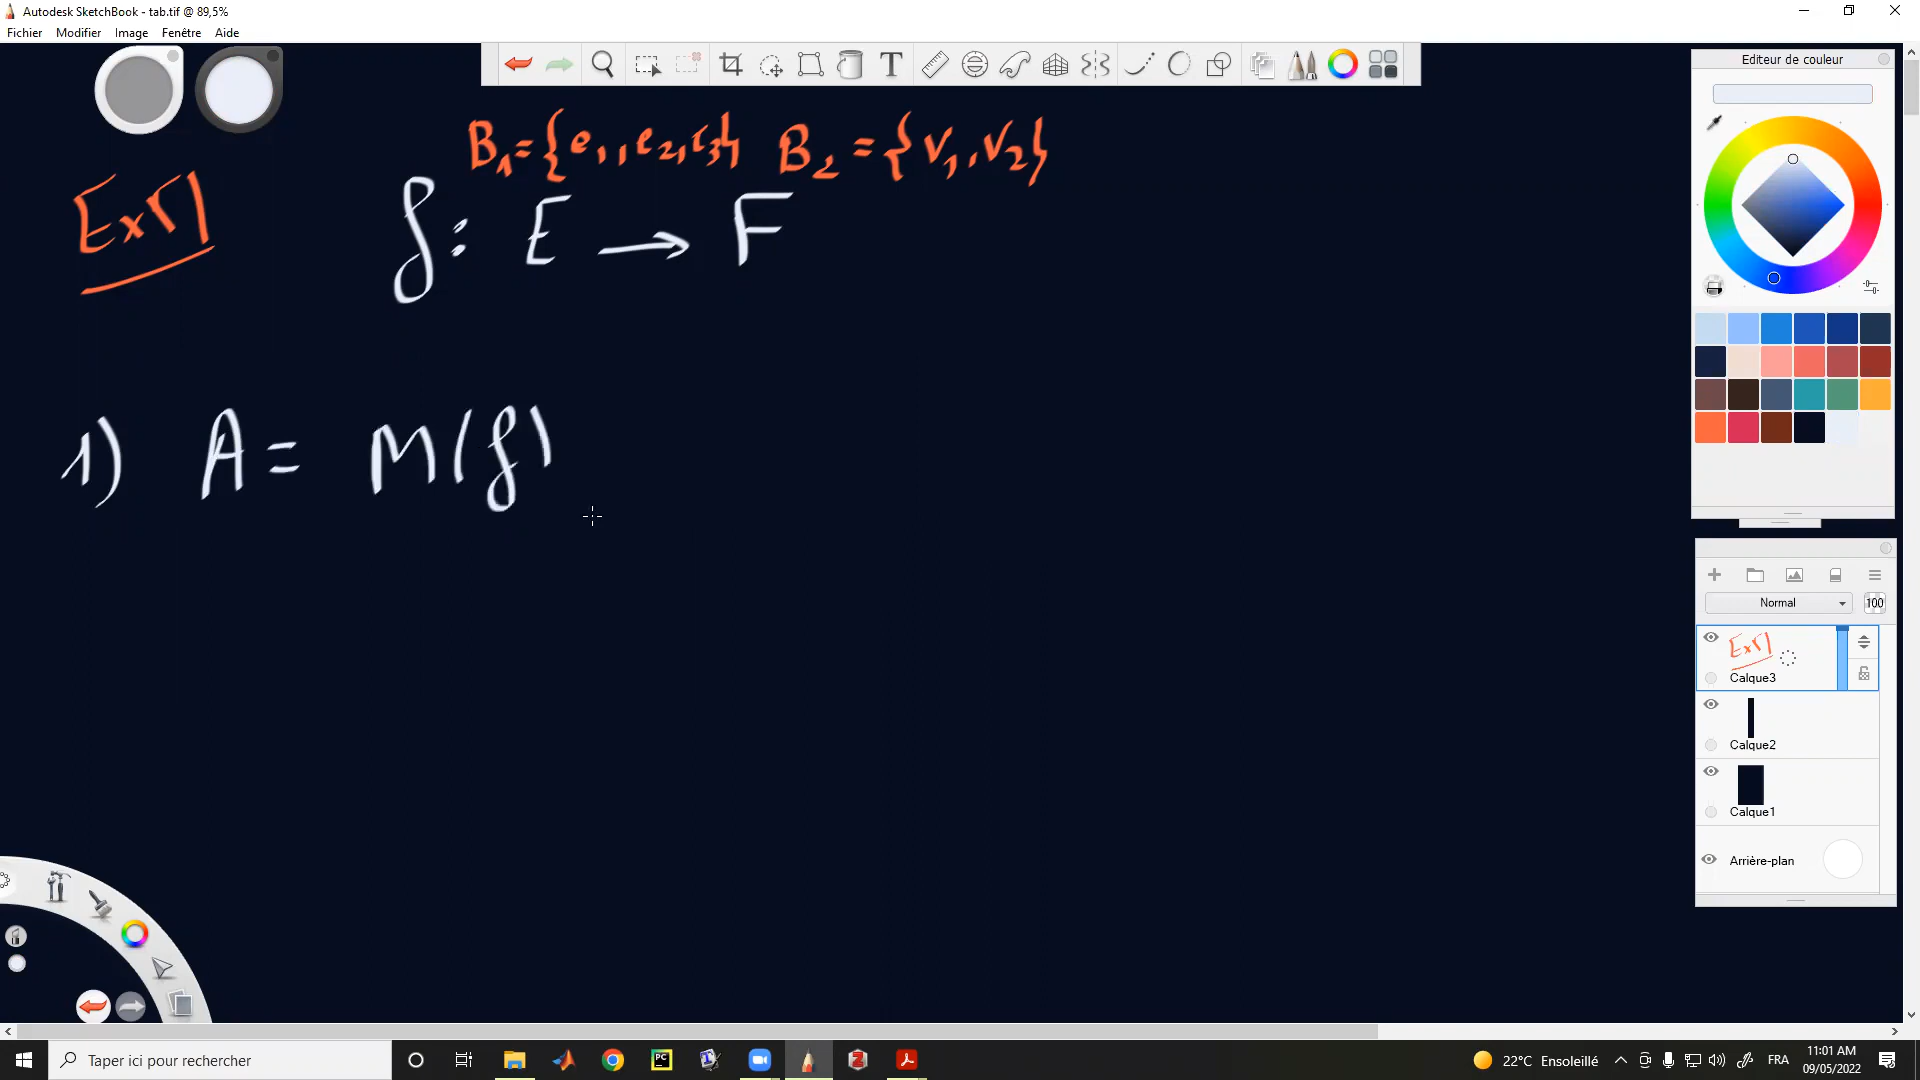 Autodesk SketchBook - tab.tif @ 89,5%
Fichier Modifier Image Fenêtre Aide
Editeur de couleur
B₁={e₁,e₂,e₃} B₂={v₁,v₂}
Ex1
f: E → F
1) A= M(f)
Normal 100
Ex1
Calque3
Calque2
Calque1
Arrière-plan
Taper ici pour rechercher
PC
Z
22°C Ensoleillé
FRA
11:01 AM
09/05/2022